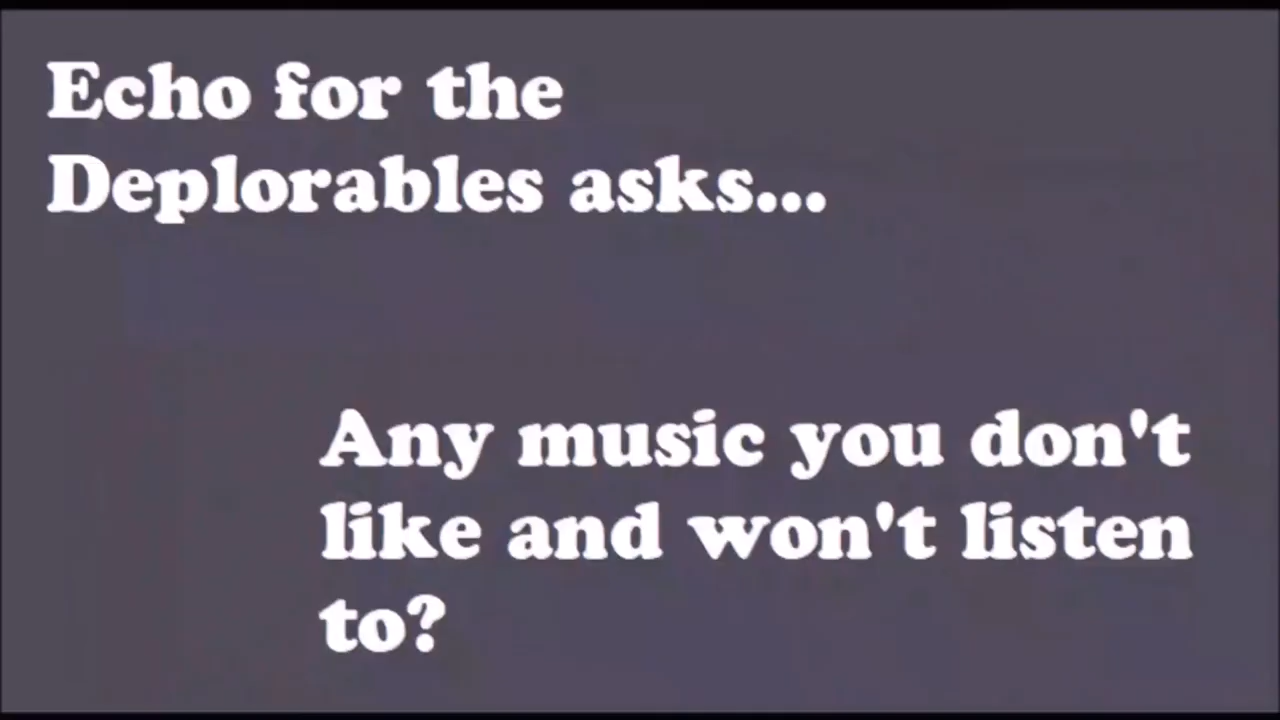 Echo for the
Deplorables asks...
Any music you don't
like and won't listen
to?